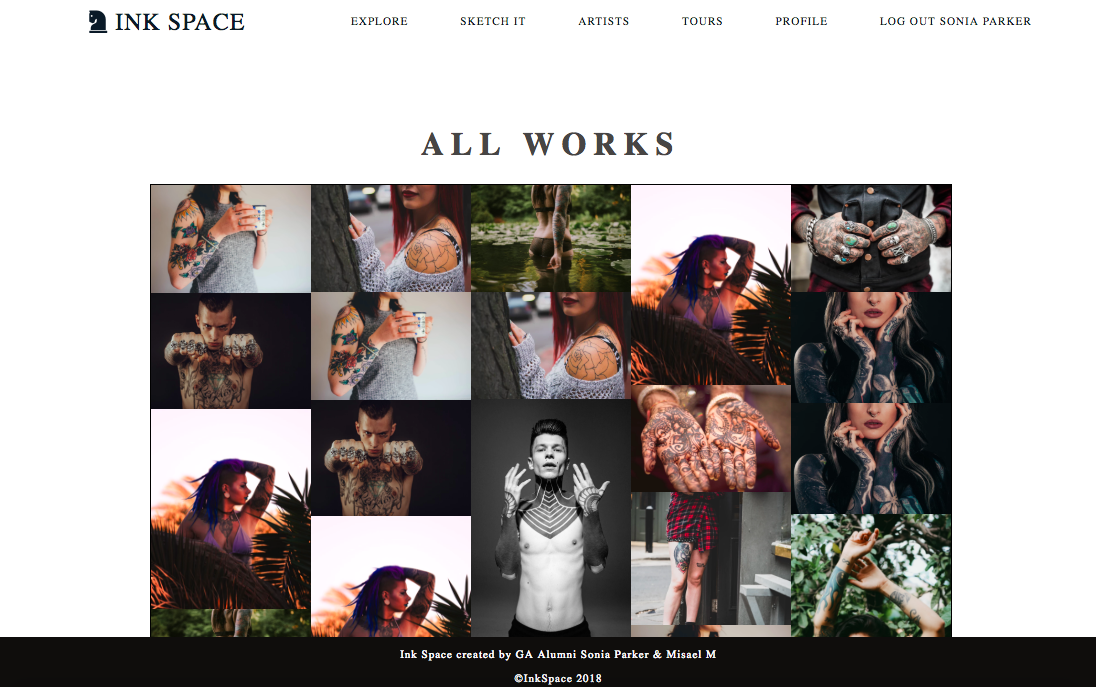 INK SPACE
EXPLORE
SKETCH IT
ARTISTS
TOURS
PROFILE
LOG OUT SONIA PARKER
ALL WORKS
Ink Space created by GA Alumni Sonia Parker & Misael M
©InkSpace 2018